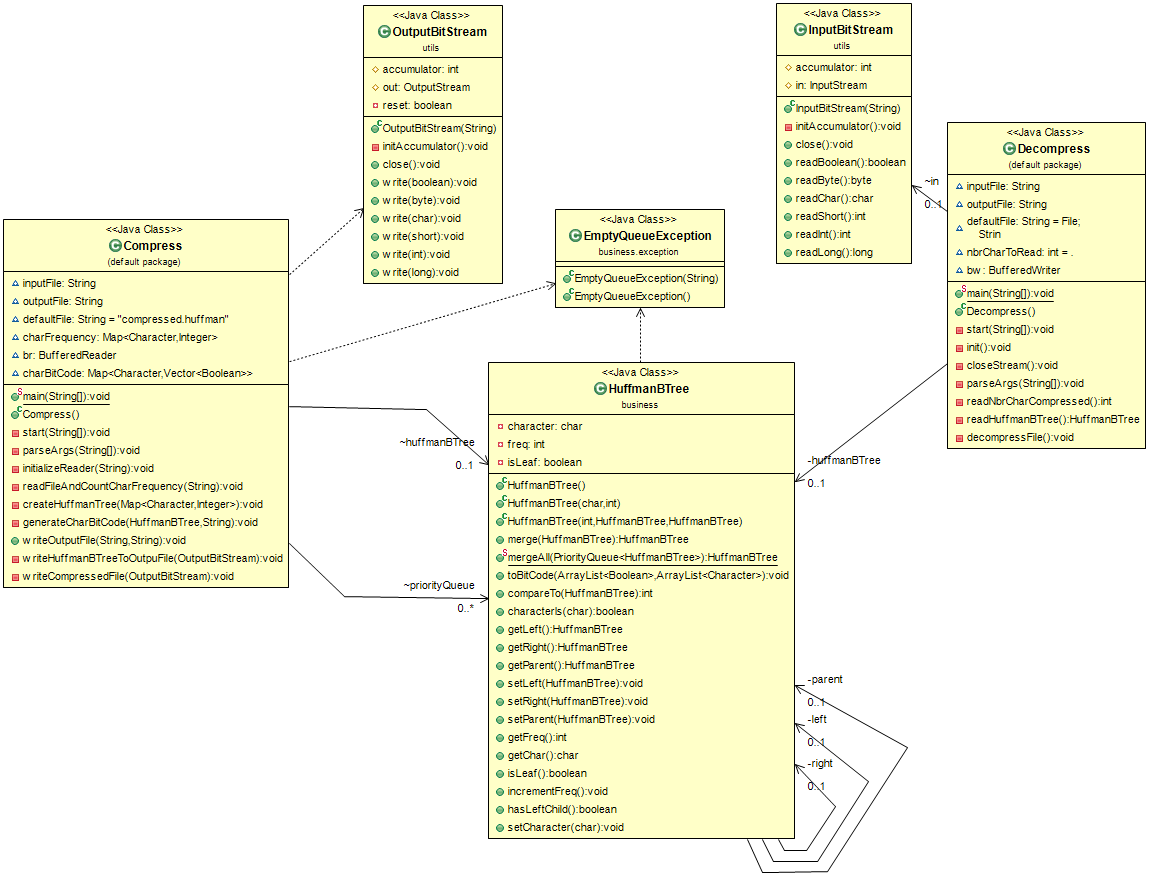 <<Java Class>>
OutputBitStream
utils
accumulator: int
out: OutputStream
reset: boolean
OutputBitStream(String)
initAccumulator():void
close():void
write(boolean):void
write(byte):void
write(char):void
write(short):void
write(int):void
write(long):void
<<Java Class>>
InputBitStream
utils
accumulator: int
in: InputStream
InputBitStream(String)
initAccumulator():void
close():void
readBoolean():boolean
readByte():byte
readChar():char
readShort():int
readInt():int
readLong():long
<<Java Class>>
Decompress
(default package)
inputFile: String
outputFile: String
defaultFile: String = File;
Strin
nbrCharToRead: int = .
bw: BufferedWriter
main(String[]):void
Decompress()
start(String[]):void
init():void
closeStream():void
parseArgs(String[]):void
readNbrCharCompressed():int
readHuffmanBTree():HuffmanBTree
decompressFile():void
~in
0..1
<<Java Class>>
EmptyQueueException
business.exception
EmptyQueueException(String)
EmptyQueueException()
<<Java Class>>
Compress
(default package)
inputFile: String
outputFile: String
defaultFile: String = "compressed.huffman"
charFrequency: Map<Character,Integer>
br: BufferedReader
charBitCode: Map<Character,Vector<Boolean>>
main(String[]):void
Compress()
start(String[]):void
parseArgs(String[]):void
initializeReader(String):void
readFileAndCountCharFrequency(String):void
createHuffmanTree(Map<Character,Integer>):void
generateCharBitCode(HuffmanBTree,String):void
writeOutputFile(String,String):void
writeHuffmanBTreeToOutpuFile(OutputBitStream):void
writeCompressedFile(OutputBitStream):void
~huffmanBTree
0..1
~priorityQueue
0..*
<<Java Class>>
HuffmanBTree
business
character: char
freq: int
isLeaf: boolean
HuffmanBTree()
HuffmanBTree(char,int)
HuffmanBTree(int,HuffmanBTree,HuffmanBTree)
merge(HuffmanBTree):HuffmanBTree
mergeAll(PriorityQueue<HuffmanBTree>):HuffmanBTree
toBitCode(ArrayList<Boolean>,ArrayList<Character>):void
compareTo(HuffmanBTree):int
characterIs(char):boolean
getLeft():HuffmanBTree
getRight():HuffmanBTree
getParent():HuffmanBTree
setLeft(HuffmanBTree):void
setRight(HuffmanBTree):void
setParent(HuffmanBTree):void
getFreq():int
getChar():char
isLeaf():boolean
incrementFreq():void
hasLeftChild():boolean
setCharacter(char):void
-huffmanBTree
0..1
-parent
0..1
-left
0..1
-right
0..1